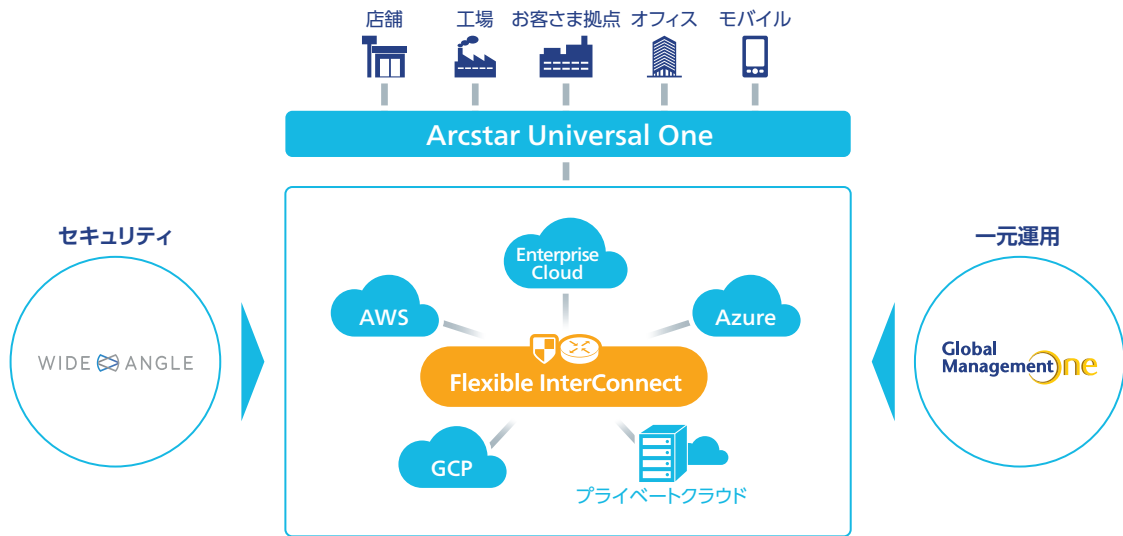 店舗
工場
お客さま拠点
オフィス
モバイル
Arcstar Universal One
セキュリティ
WIDE ANGLE
Enterprise
Cloud
AWS
Azure
Flexible InterConnect
GCP
プライベートクラウド
一元運用
Global
Management One